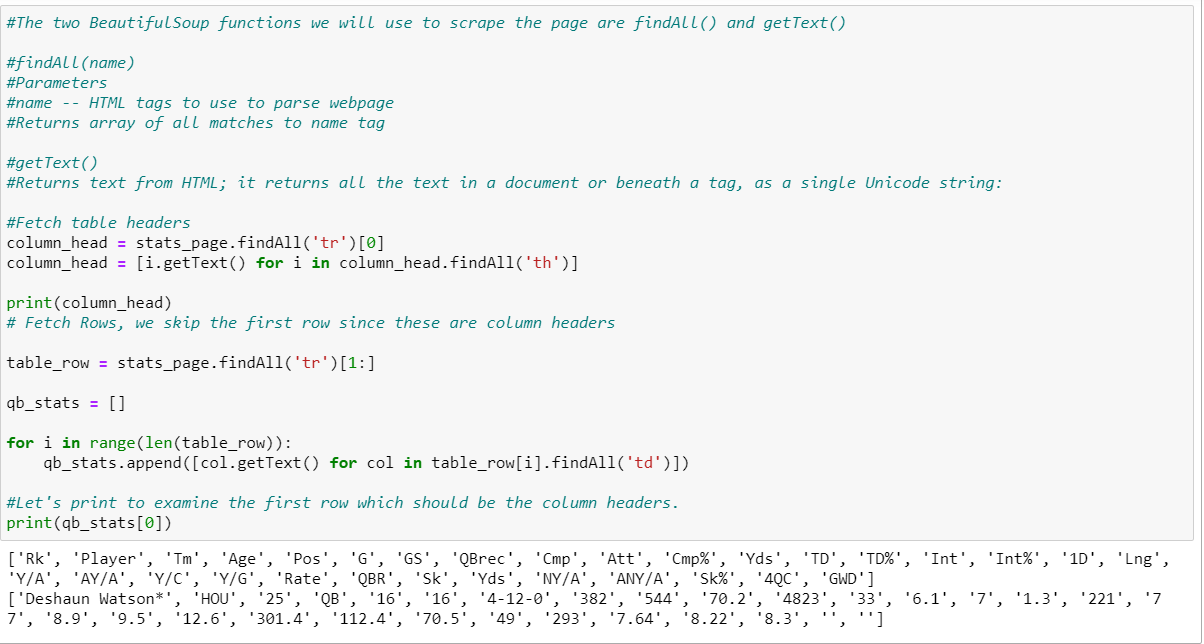 #The two BeautifulSoup functions we will use to scrape the page are findAll() and getText()
#findAll(name)
#Parameters
#name -- HTML tags to use to parse webpage
#Returns array of all matches to name tag
#getText()
#Returns text from HTML; it returns all the text in a document or beneath a tag, as a single Unicode string:
#Fetch table headers
column_head = stats_page.findAll('tr')[0]
column_head = [i.getText() for i in column_head.findAll('th')]
print(column_head)
# Fetch Rows, we skip the first row since these are column headers
table_row = stats_page.findAll('tr')[1:]
qb_stats = []
for i in range(len(table_row)):
    qb_stats.append([col.getText() for col in table_row[i].findAll('td')])
#Let's print to examine the first row which should be the column headers.
print(qb_stats[0])
['Rk', 'Player', 'Tm', 'Age', 'Pos', 'G', 'GS', 'QBrec', 'Cmp', 'Att', 'Cmp%', 'Yds', 'TD', 'TD%', 'Int', 'Int%', '1D', 'Lng',
'Y/A', 'AY/A', 'Y/C', 'Y/G', 'Rate', 'QBR', 'Sk', 'Yds', 'NY/A', 'ANY/A', 'Sk%', '4QC', 'GWD']
['Deshaun Watson*', 'HOU', '25', 'QB', '16', '16', '4-12-0', '382', '544', '70.2', '4823', '33', '6.1', '7', '1.3', '221', '7
7', '8.9', '9.5', '12.6', '301.4', '112.4', '70.5', '49', '293', '7.64', '8.22', '8.3', '', '']